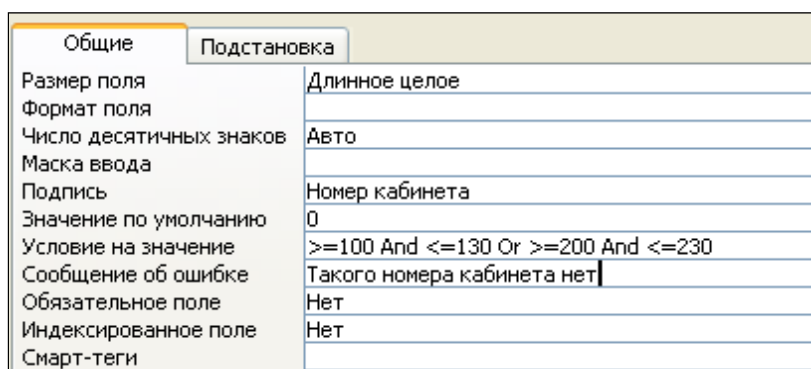 Общие Подстановка
Размер поля Длинное целое
Формат поля
Число десятичных знаков Авто
Маска ввода
Подпись Номер кабинета
Значение по умолчанию 0
Условие на значение >=100 And <=130 Or >=200 And <=230
Сообщение об ошибке Такого номера кабинета нет
Обязательное поле Нет
Индексированное поле Нет
Смарт-теги